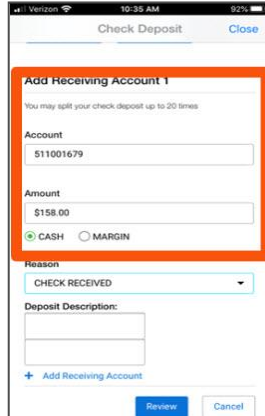 Verizon 10:35 AM 92%
Check Deposit Close
Add Receiving Account 1
You may split your check deposit up to 20 times
Account
511001679
Amount
$158.00
CASH MARGIN
Reason
CHECK RECEIVED
Deposit Description:
+ Add Receiving Account
Review Cancel